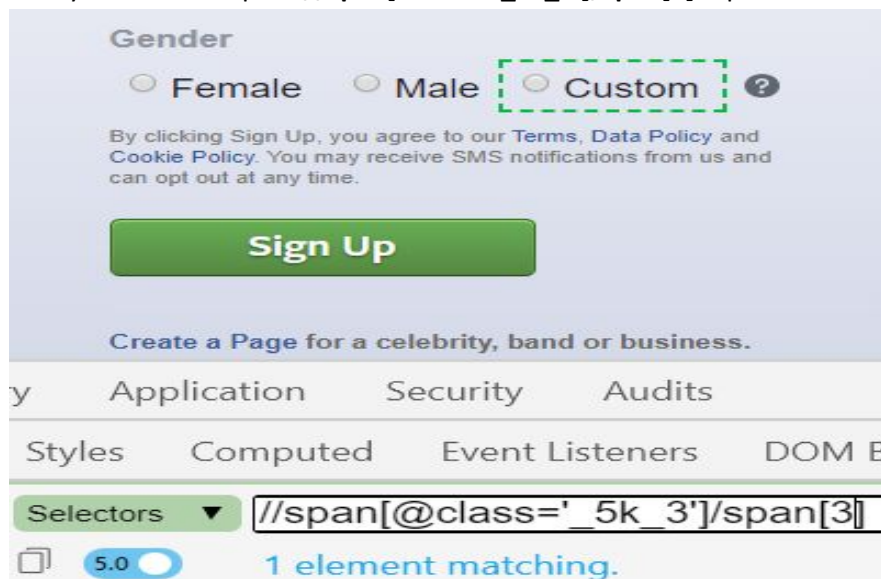 Gender
Female Male Custom ?
By clicking Sign Up, you agree to our Terms, Data Policy and
Cookie Policy. You may receive SMS notifications from us and
can opt out at any time.
Sign Up
Create a Page for a celebrity, band or business.
y Application Security Audits
Styles Computed Event Listeners DOM B
Selectors ▼ //span[@class='_5k_3']/span[3]
5.0 1 element matching.